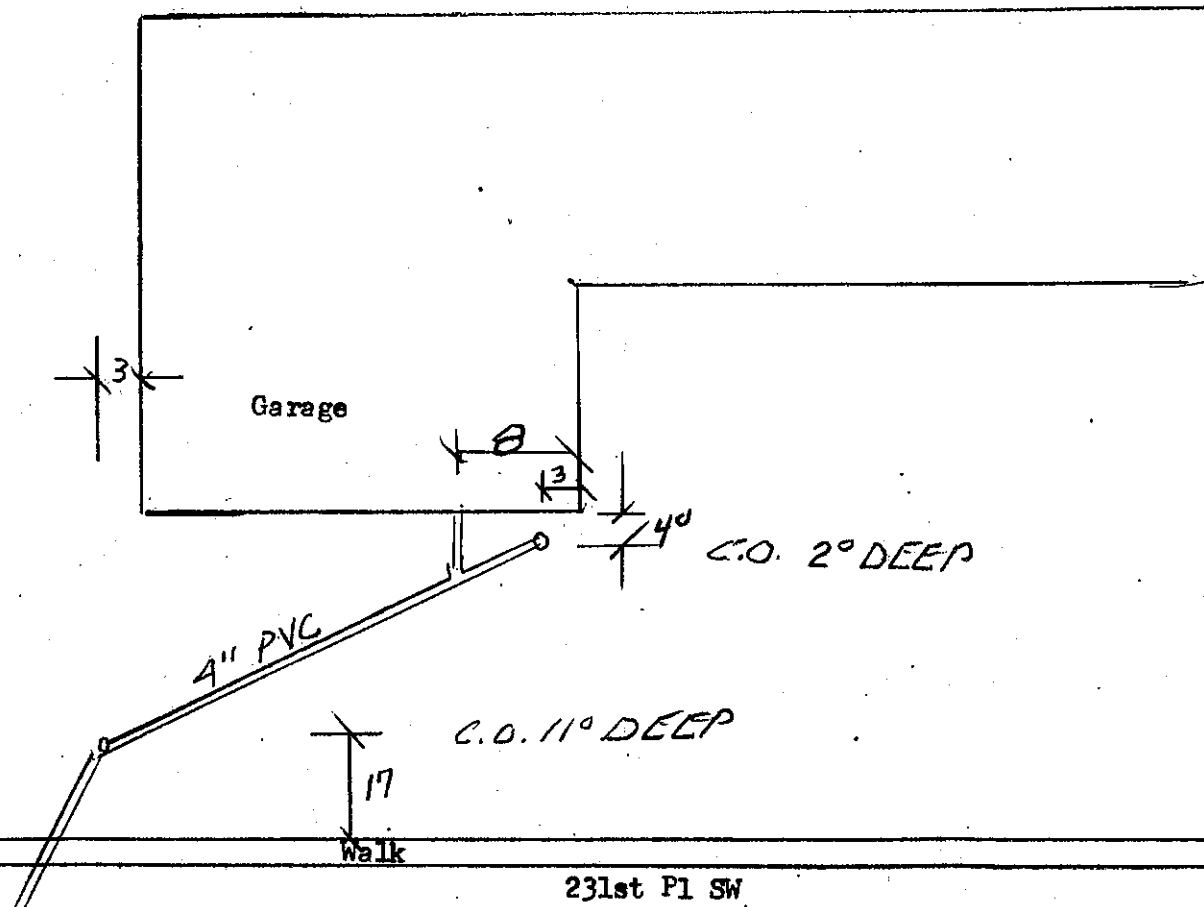 3
Garage
8
3
4°
C.O. 2° DEEP
4" PVC
C.O. 11° DEEP
17
Walk
231st Pl SW